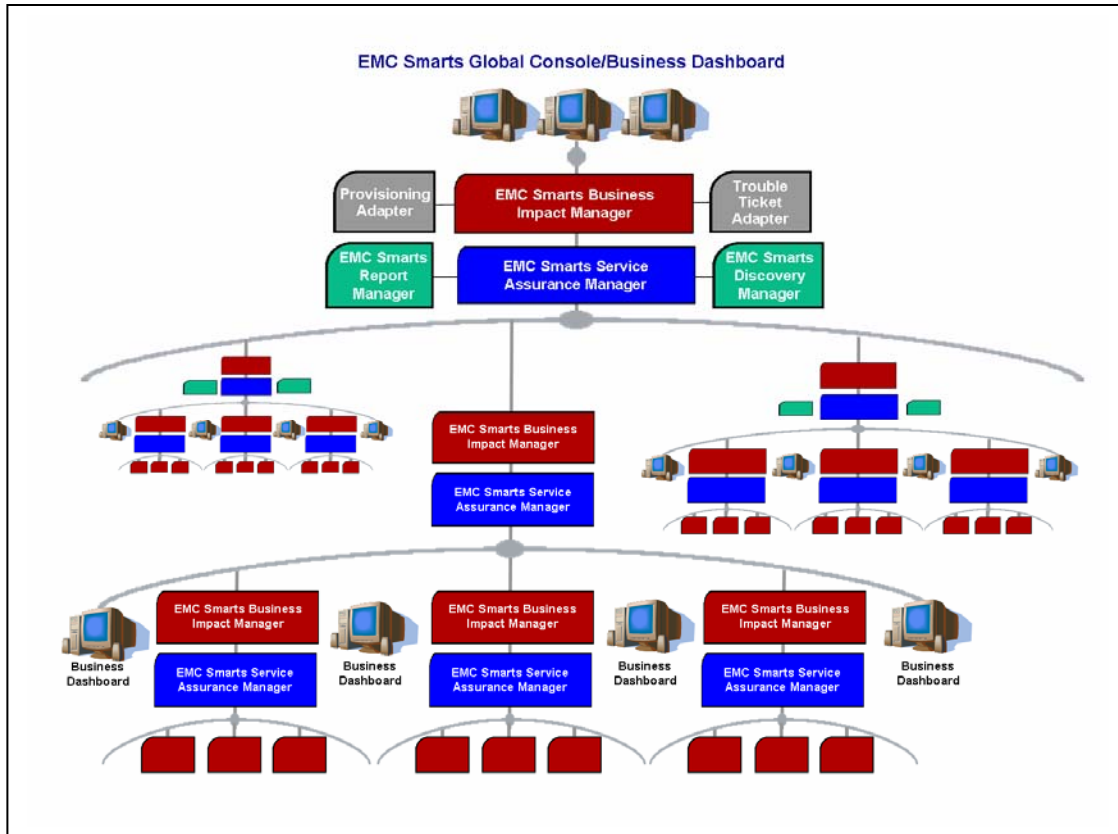 EMC Smarts Global Console/Business Dashboard
Provisioning
Adapter
EMC Smarts Business
Impact Manager
Trouble
Ticket
Adapter
EMC Smarts
Report
Manager
EMC Smarts Service
Assurance Manager
EMC Smarts
Discovery
Manager
EMC Smarts Business
Impact Manager
EMC Smarts Service
Assurance Manager
EMC Smarts Business
Impact Manager
EMC Smarts Business
Impact Manager
EMC Smarts Business
Impact Manager
Business
Dashboard
EMC Smarts Service
Assurance Manager
Business
Dashboard
EMC Smarts Service
Assurance Manager
Business
Dashboard
EMC Smarts Service
Assurance Manager
Business
Dashboard